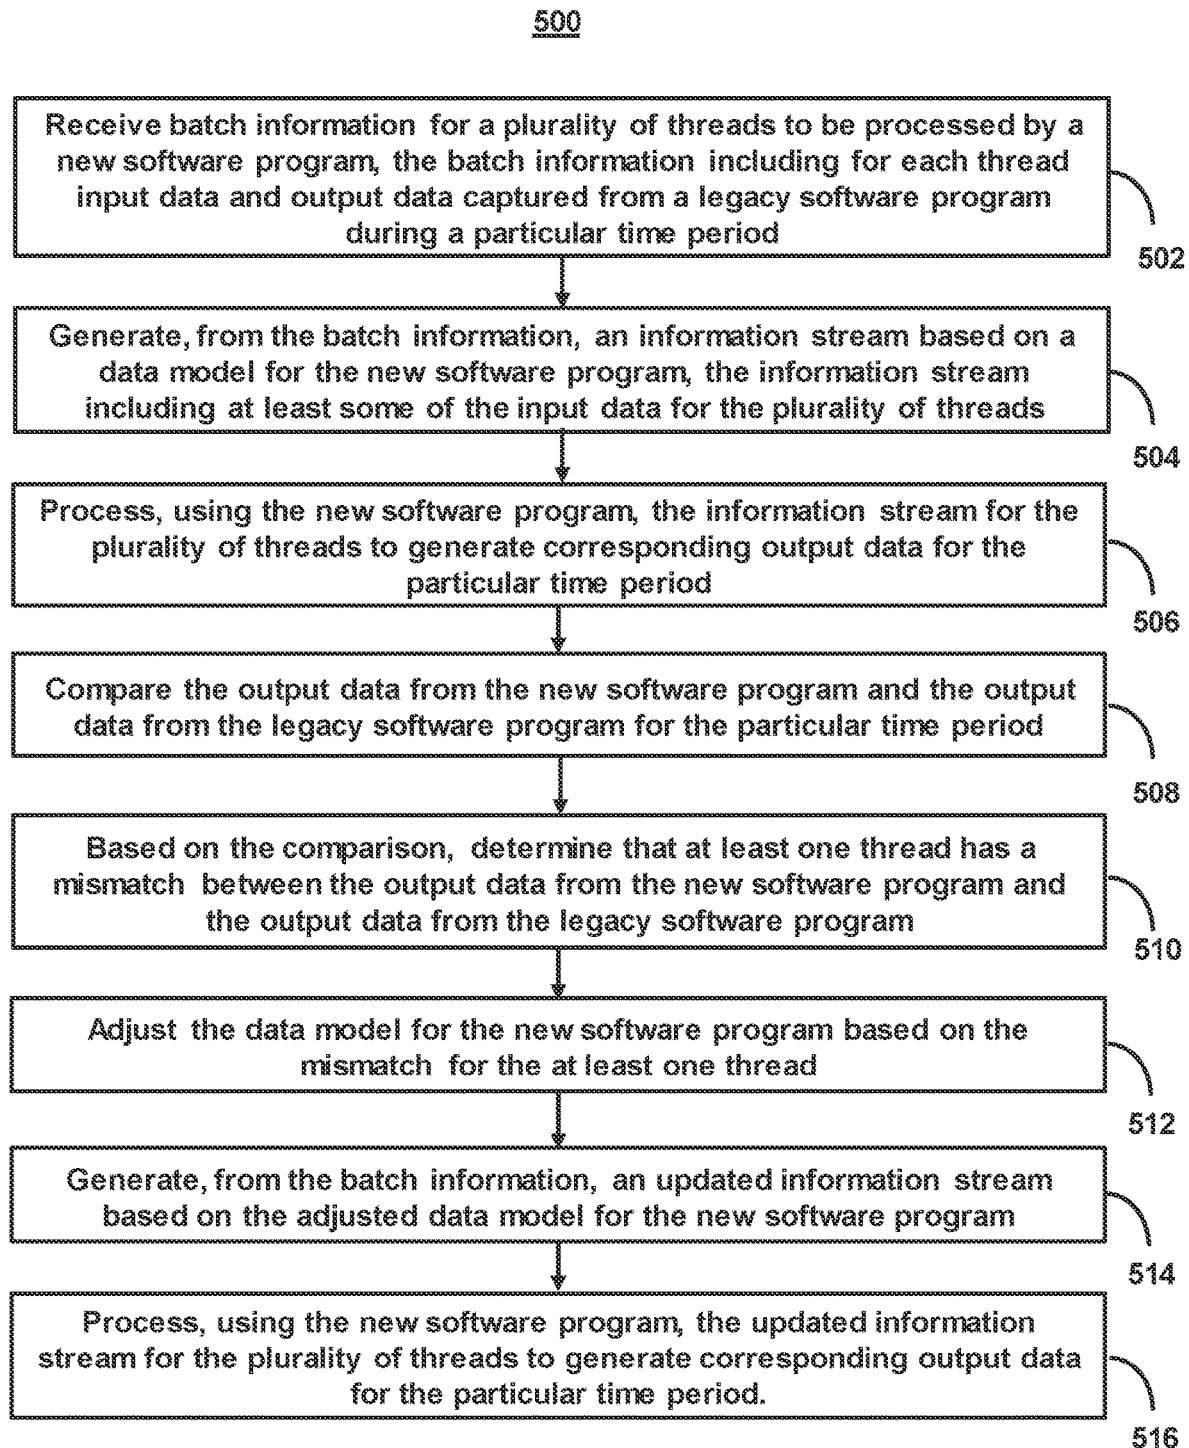 500
Receive batch information for a plurality of threads to be processed by a
new software program, the batch information including for each thread
input data and output data captured from a legacy software program
during a particular time period
502
Generate, from the batch information, an information stream based on a
data model for the new software program, the information stream
including at least some of the input data for the plurality of threads
504
Process, using the new software program, the information stream for the
plurality of threads to generate corresponding output data for the
particular time period
506
Compare the output data from the new software program and the output
data from the legacy software program for the particular time period
508
Based on the comparison, determine that at least one thread has a
mismatch between the output data from the new software program and
the output data from the legacy software program
510
Adjust the data model for the new software program based on the
mismatch for the at least one thread
512
Generate, from the batch information, an updated information stream
based on the adjusted data model for the new software program
514
Process, using the new software program, the updated information
stream for the plurality of threads to generate corresponding output data
for the particular time period.
516